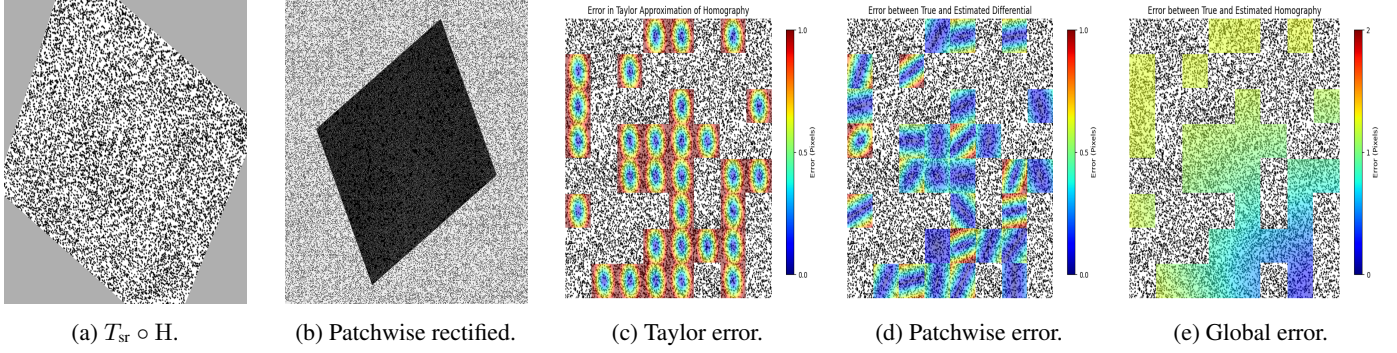 Error in Taylor Approximation of Homography
Error between True and Estimated Differential
Error between True and Estimated Homography
1.0
0.5
0.0
Error (Pixels)
1.0
0.5
0.0
Error (Pixels)
2
1
0
Error (Pixels)
(a) Tsr ∘ H.
(b) Patchwise rectified.
(c) Taylor error.
(d) Patchwise error.
(e) Global error.